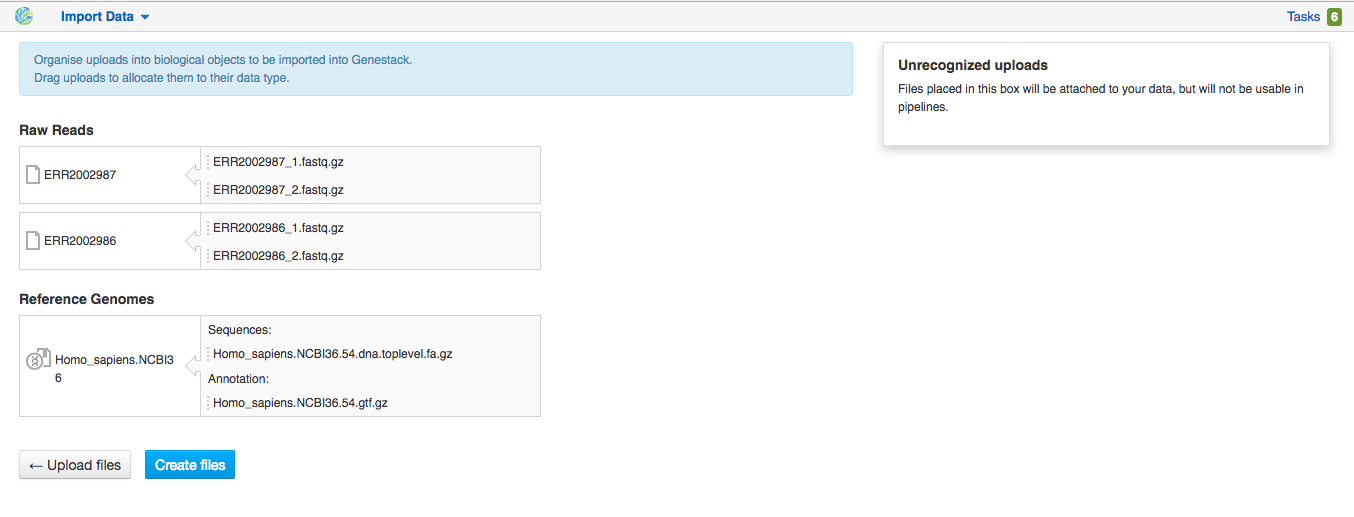 Import Data
Tasks 6
Organise uploads into biological objects to be imported into Genestack.
Drag uploads to allocate them to their data type.
Unrecognized uploads
Files placed in this box will be attached to your data, but will not be usable in
pipelines.
Raw Reads
ERR2002987
ERR2002987_1.fastq.gz
ERR2002987_2.fastq.gz
ERR2002986
ERR2002986_1.fastq.gz
ERR2002986_2.fastq.gz
Reference Genomes
Homo_sapiens.NCBI3
6
Sequences:
Homo_sapiens.NCBI36.54.dna.toplevel.fa.gz
Annotation:
Homo_sapiens.NCBI36.54.gtf.gz
← Upload files
Create files